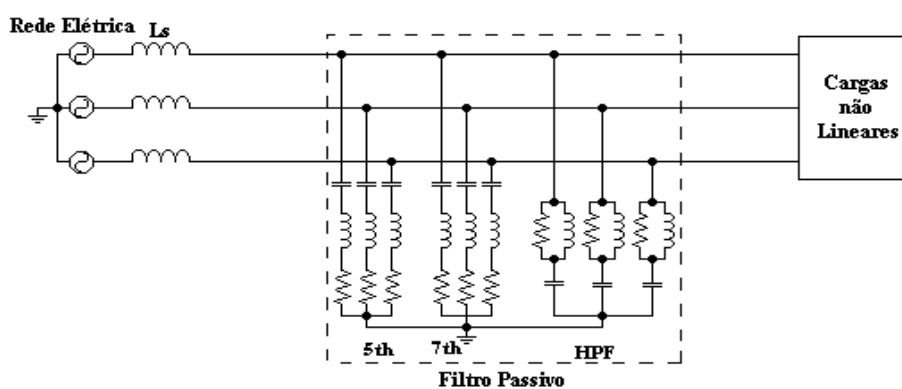 Rede Elétrica
Ls
Cargas
não
Lineares
5th
7th
HPF
Filtro Passivo